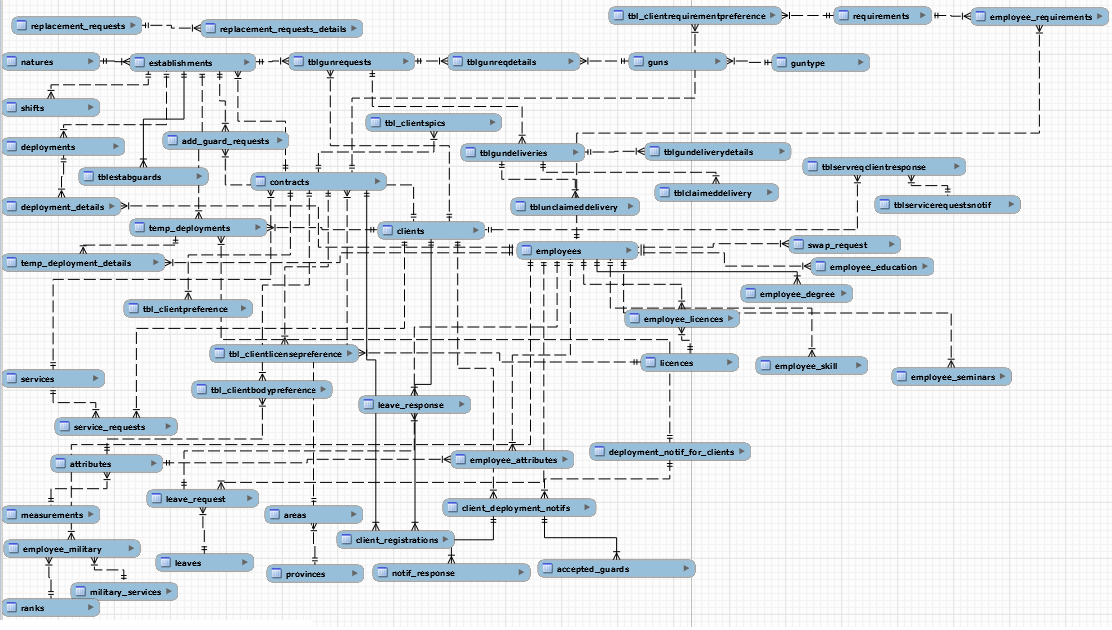 replacement_requests
replacement_requests_details
tbl_clientrequirementpreference
requirements
employee_requirements
natures
establishments
tblgunrequests
tblgunreqdetails
guns
guntype
shifts
tbl_clientspics
deployments
add_guard_requests
tblgundeliveries
tblgundeliverydetails
tblservreqclientresponse
tblestabguards
contracts
tblclaimeddelivery
deployment_details
tblunclaimeddelivery
tblservicerequestsnotif
temp_deployments
clients
employees
swap_request
temp_deployment_details
employee_education
employee_degree
tbl_clientpreference
employee_licences
tbl_clientlicensepreference
licences
employee_skill
services
employee_seminars
tbl_clientbodypreference
leave_response
service_requests
deployment_notif_for_clients
attributes
employee_attributes
leave_request
client_deployment_notifs
measurements
areas
client_registrations
employee_military
leaves
provinces
notif_response
accepted_guards
military_services
ranks